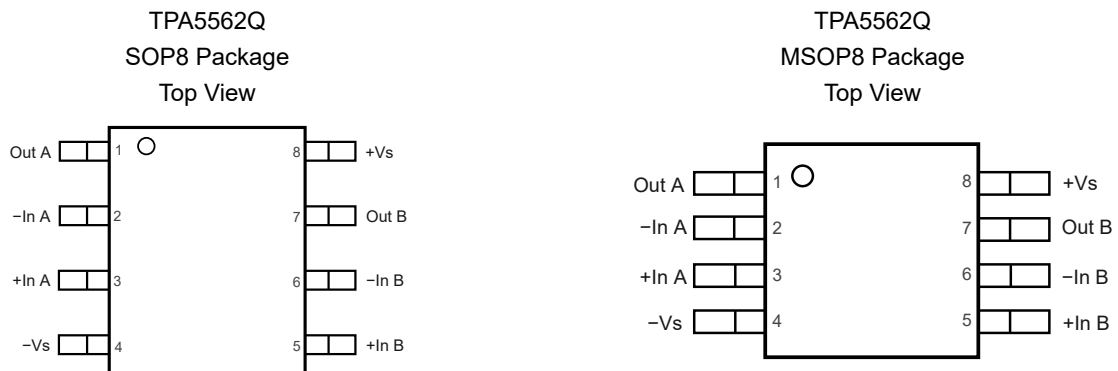 TPA5562Q
SOP8 Package
Top View
Out A 1 8 +Vs
−In A 2 7 Out B
+In A 3 6 −In B
−Vs 4 5 +In B
TPA5562Q
MSOP8 Package
Top View
Out A 1 8 +Vs
−In A 2 7 Out B
+In A 3 6 −In B
−Vs 4 5 +In B